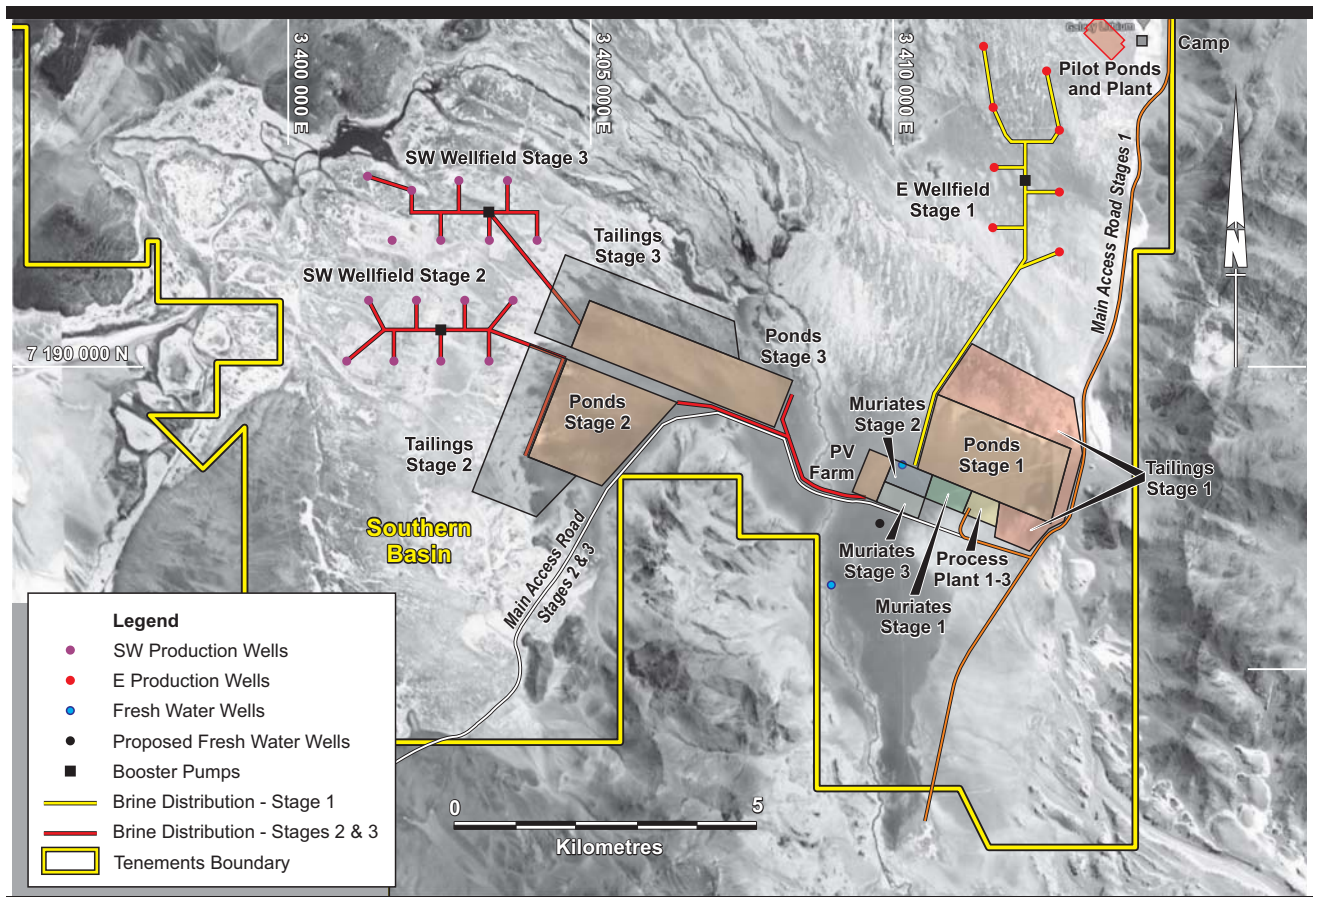 3 400 000 E
3 405 000 E
3 410 000 E
Galaxy Lithium
Camp
Pilot Ponds
and Plant
SW Wellfield Stage 3
E Wellfield
Stage 1
Main Access Road Stages 1
Tailings
Stage 3
SW Wellfield Stage 2
N
7 190 000 N
Ponds
Stage 3
Ponds
Stage 2
Muriates
Stage 2
Tailings
Stage 2
PV
Farm
Ponds
Stage 1
Tailings
Stage 1
Southern
Basin
Main Access Road
Stages 2 & 3
Muriates
Stage 3
Process
Plant 1-3
Muriates
Stage 1
Legend
SW Production Wells
E Production Wells
Fresh Water Wells
Proposed Fresh Water Wells
Booster Pumps
Brine Distribution - Stage 1
Brine Distribution - Stages 2 & 3
Tenements Boundary
0 5
Kilometres